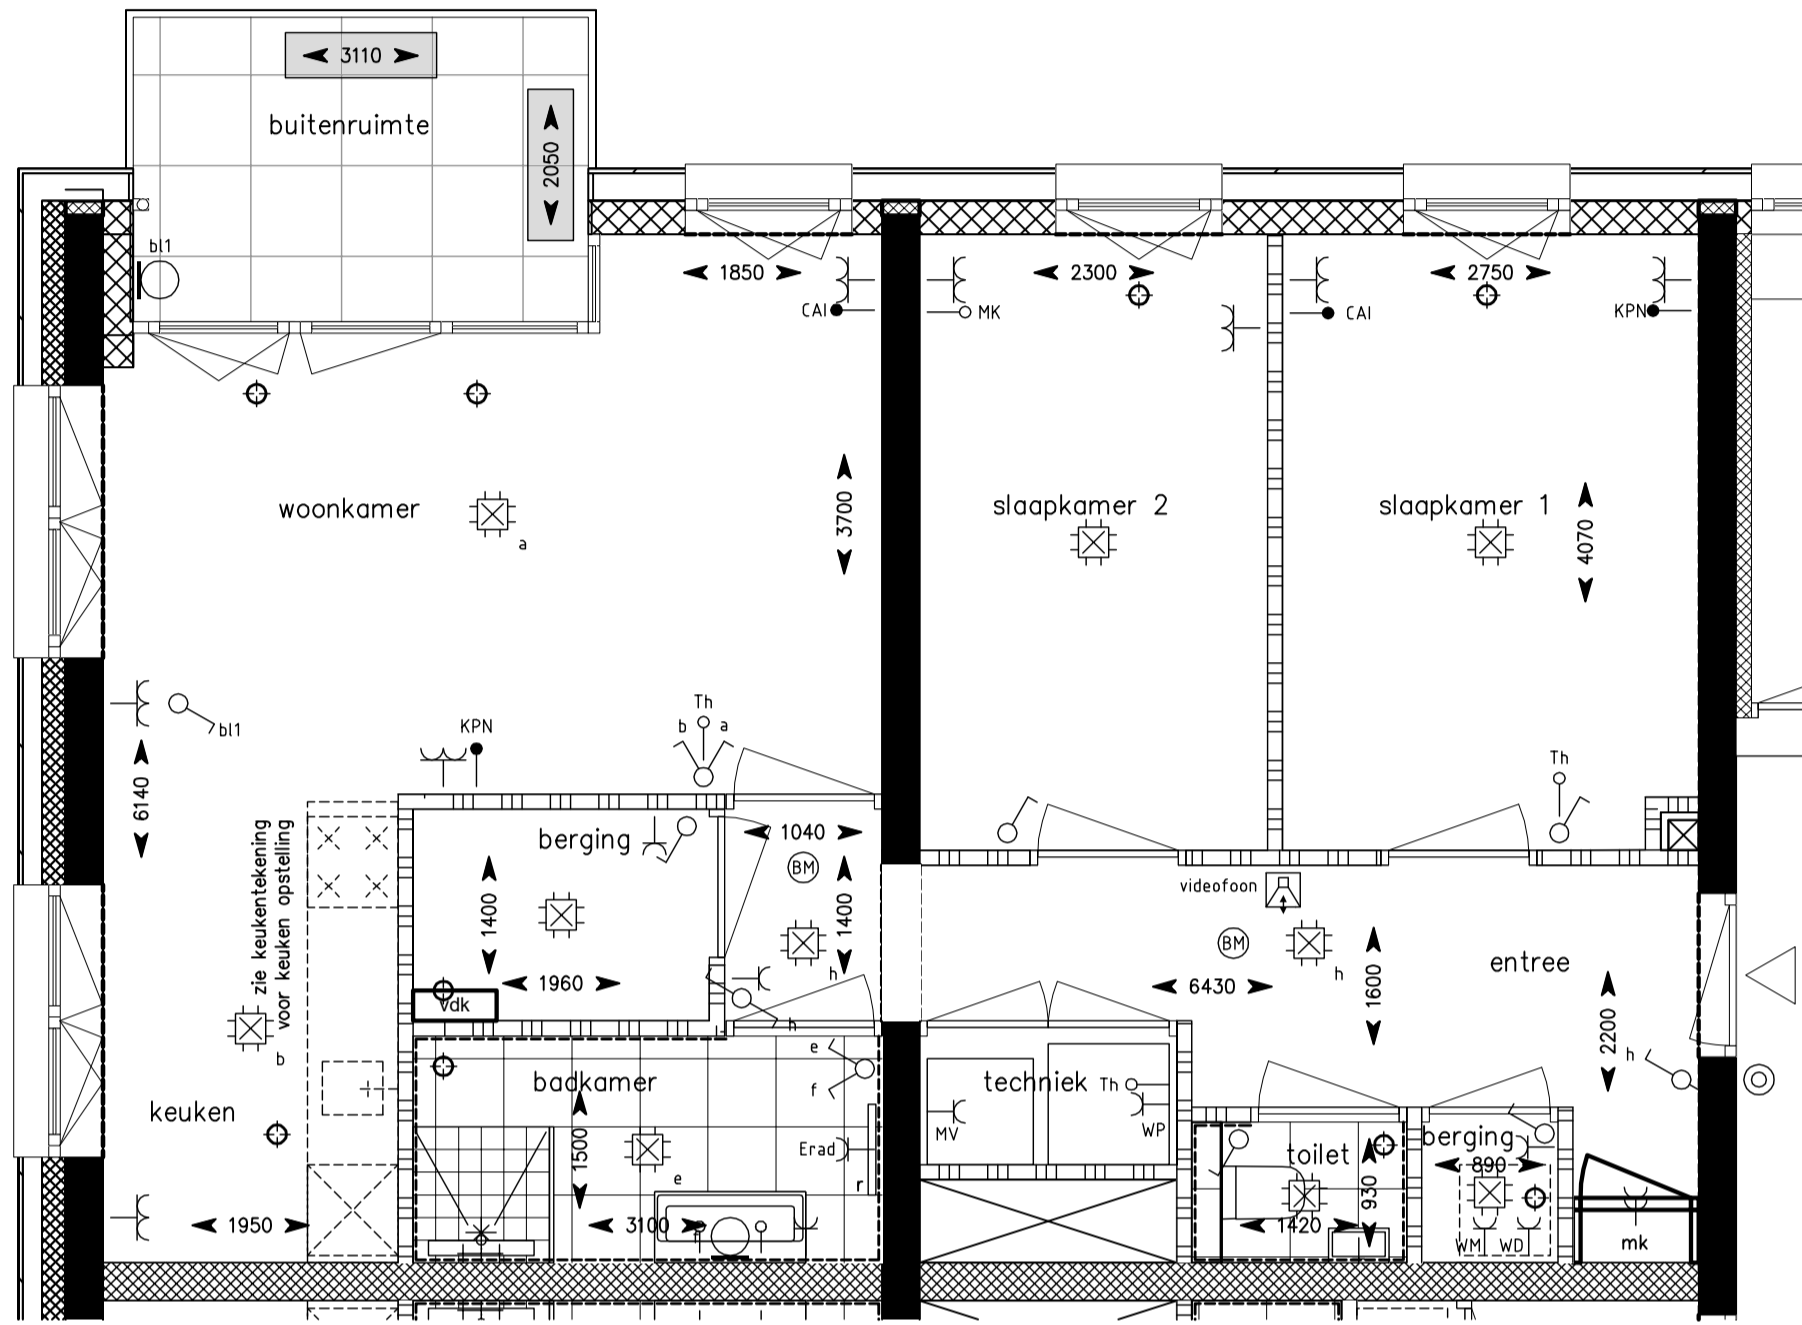 3110
buitenruimte
2050
bl1
1850
2300
2750
CAI
MK
CAI
KPN
woonkamer
a
3700
slaapkamer 2
slaapkamer 1
4070
bl1
KPN
Th
b
a
6140
Th
zie keukentekening
voor keuken opstelling
berging
1040
BM
1400
1400
videofoon
BM
h
entree
h
1960
6430
1600
vdk
h
2200
b
e
f
badkamer
techniek
Th
h
keuken
MV
WP
1500
Erad
toilet
berging
890
e
r
930
1950
3100
1420
WM
WD
mk